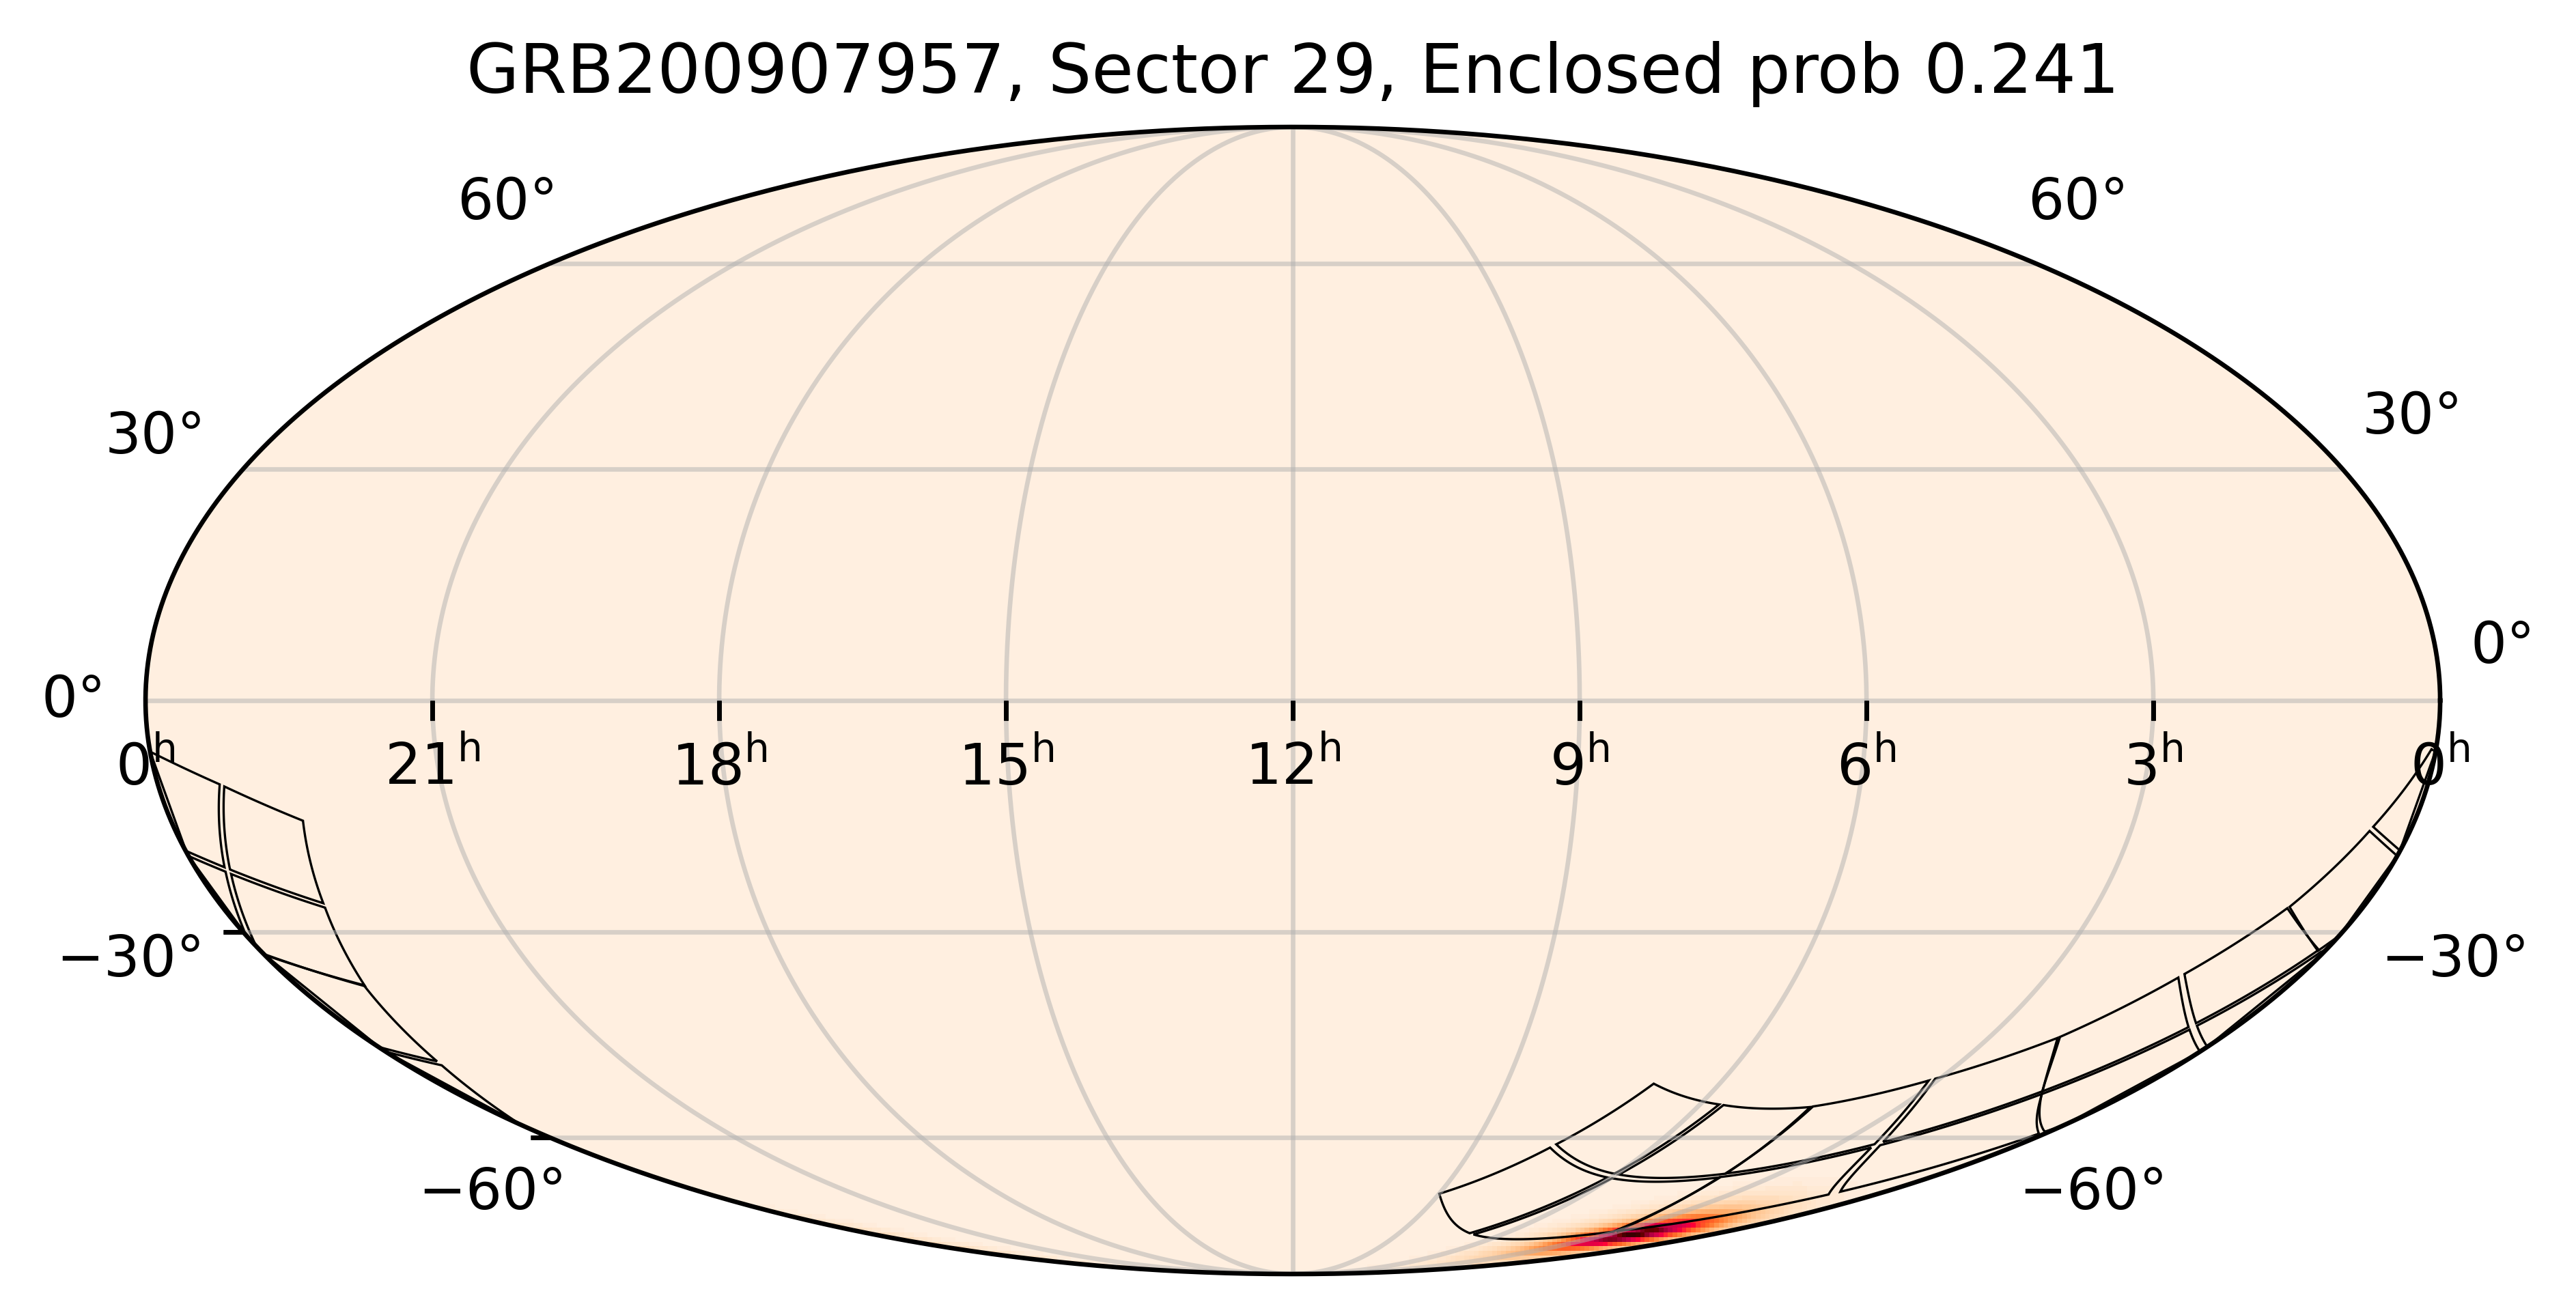 GRB200907957, Sector 29, Enclosed prob 0.241
60° 60°
30° 30°
0° 0°
0ʰ 21ʰ 18ʰ 15ʰ 12ʰ 9ʰ 6ʰ 3ʰ 0ʰ
−30° −30°
−60° −60°